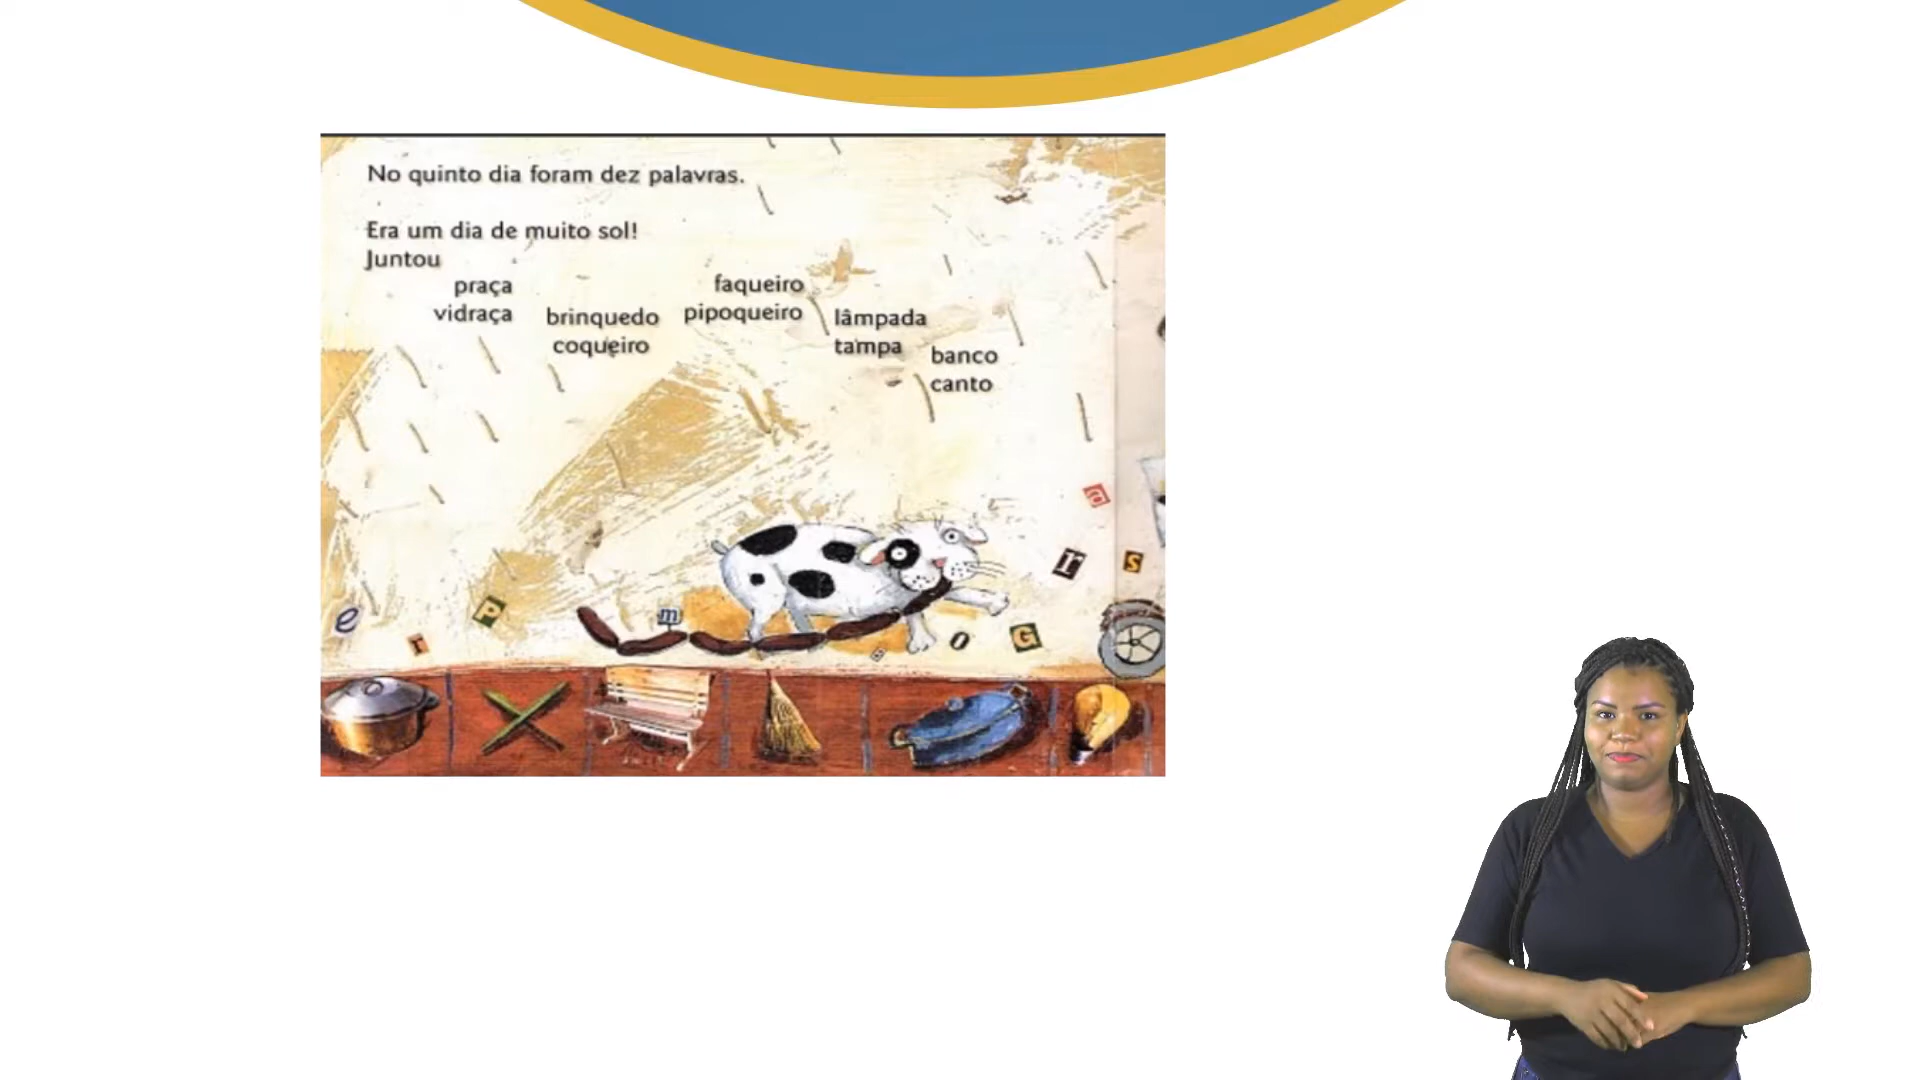 No quinto dia foram dez palavras.
Era um dia de muito sol!
Juntou
praça
vidraça
brinquedo
coqueiro
faqueiro
pipoqueiro
lâmpada
tampa
banco
canto
a
r
s
e
r
P
m
o
G